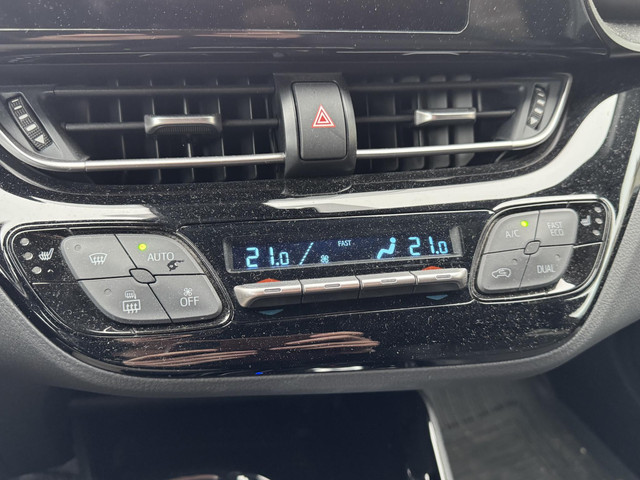 21.0 FAST 21.0
AUTO
OFF
A/C FAST ECO
DUAL